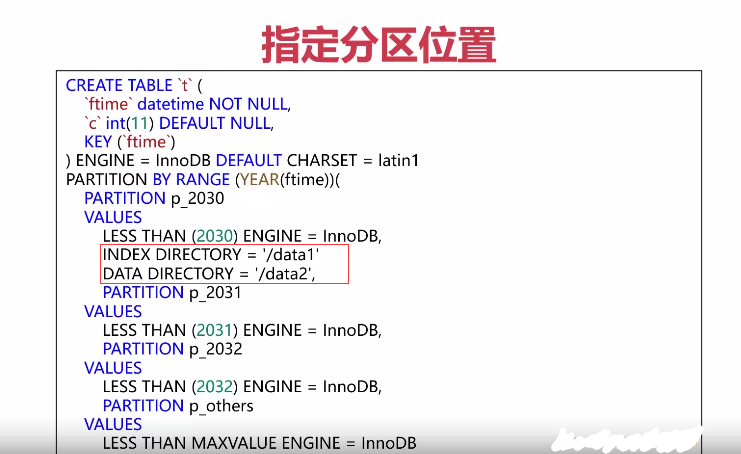 指定分区位置
CREATE TABLE `t` (
`ftime` datetime NOT NULL,
`c` int(11) DEFAULT NULL,
KEY (`ftime`)
) ENGINE = InnoDB DEFAULT CHARSET = latin1
PARTITION BY RANGE (YEAR(ftime))(
PARTITION p_2030
VALUES
LESS THAN (2030) ENGINE = InnoDB,
INDEX DIRECTORY = '/data1'
DATA DIRECTORY = '/data2',
PARTITION p_2031
VALUES
LESS THAN (2031) ENGINE = InnoDB,
PARTITION p_2032
VALUES
LESS THAN (2032) ENGINE = InnoDB,
PARTITION p_others
VALUES
LESS THAN MAXVALUE ENGINE = InnoDB